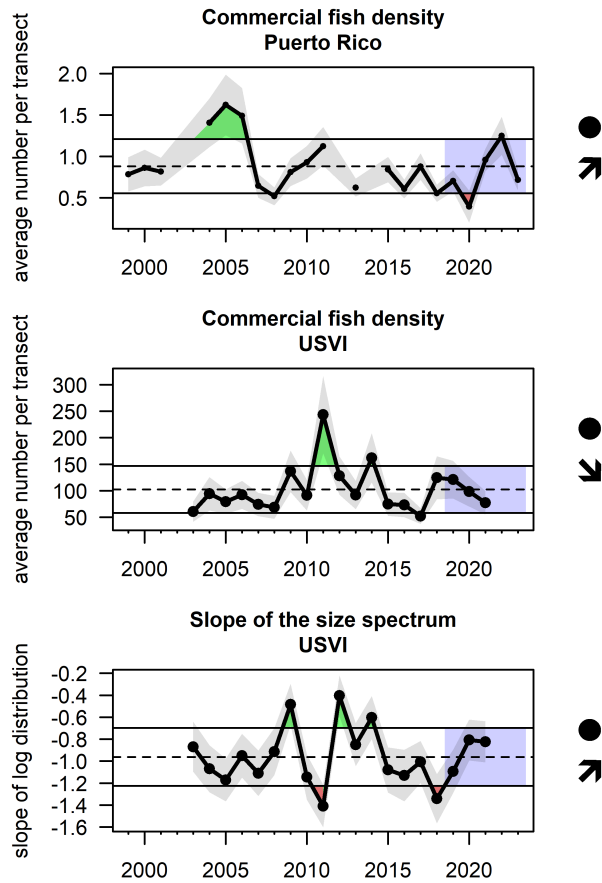 Commercial fish density
Puerto Rico
average number per transect
2.0
1.5
1.0
0.5
2000 2005 2010 2015 2020
Commercial fish density
USVI
average number per transect
300
250
200
150
100
50
2000 2005 2010 2015 2020
Slope of the size spectrum
USVI
slope of log distribution
-0.2
-0.4
-0.6
-0.8
-1.0
-1.2
-1.4
-1.6
2000 2005 2010 2015 2020